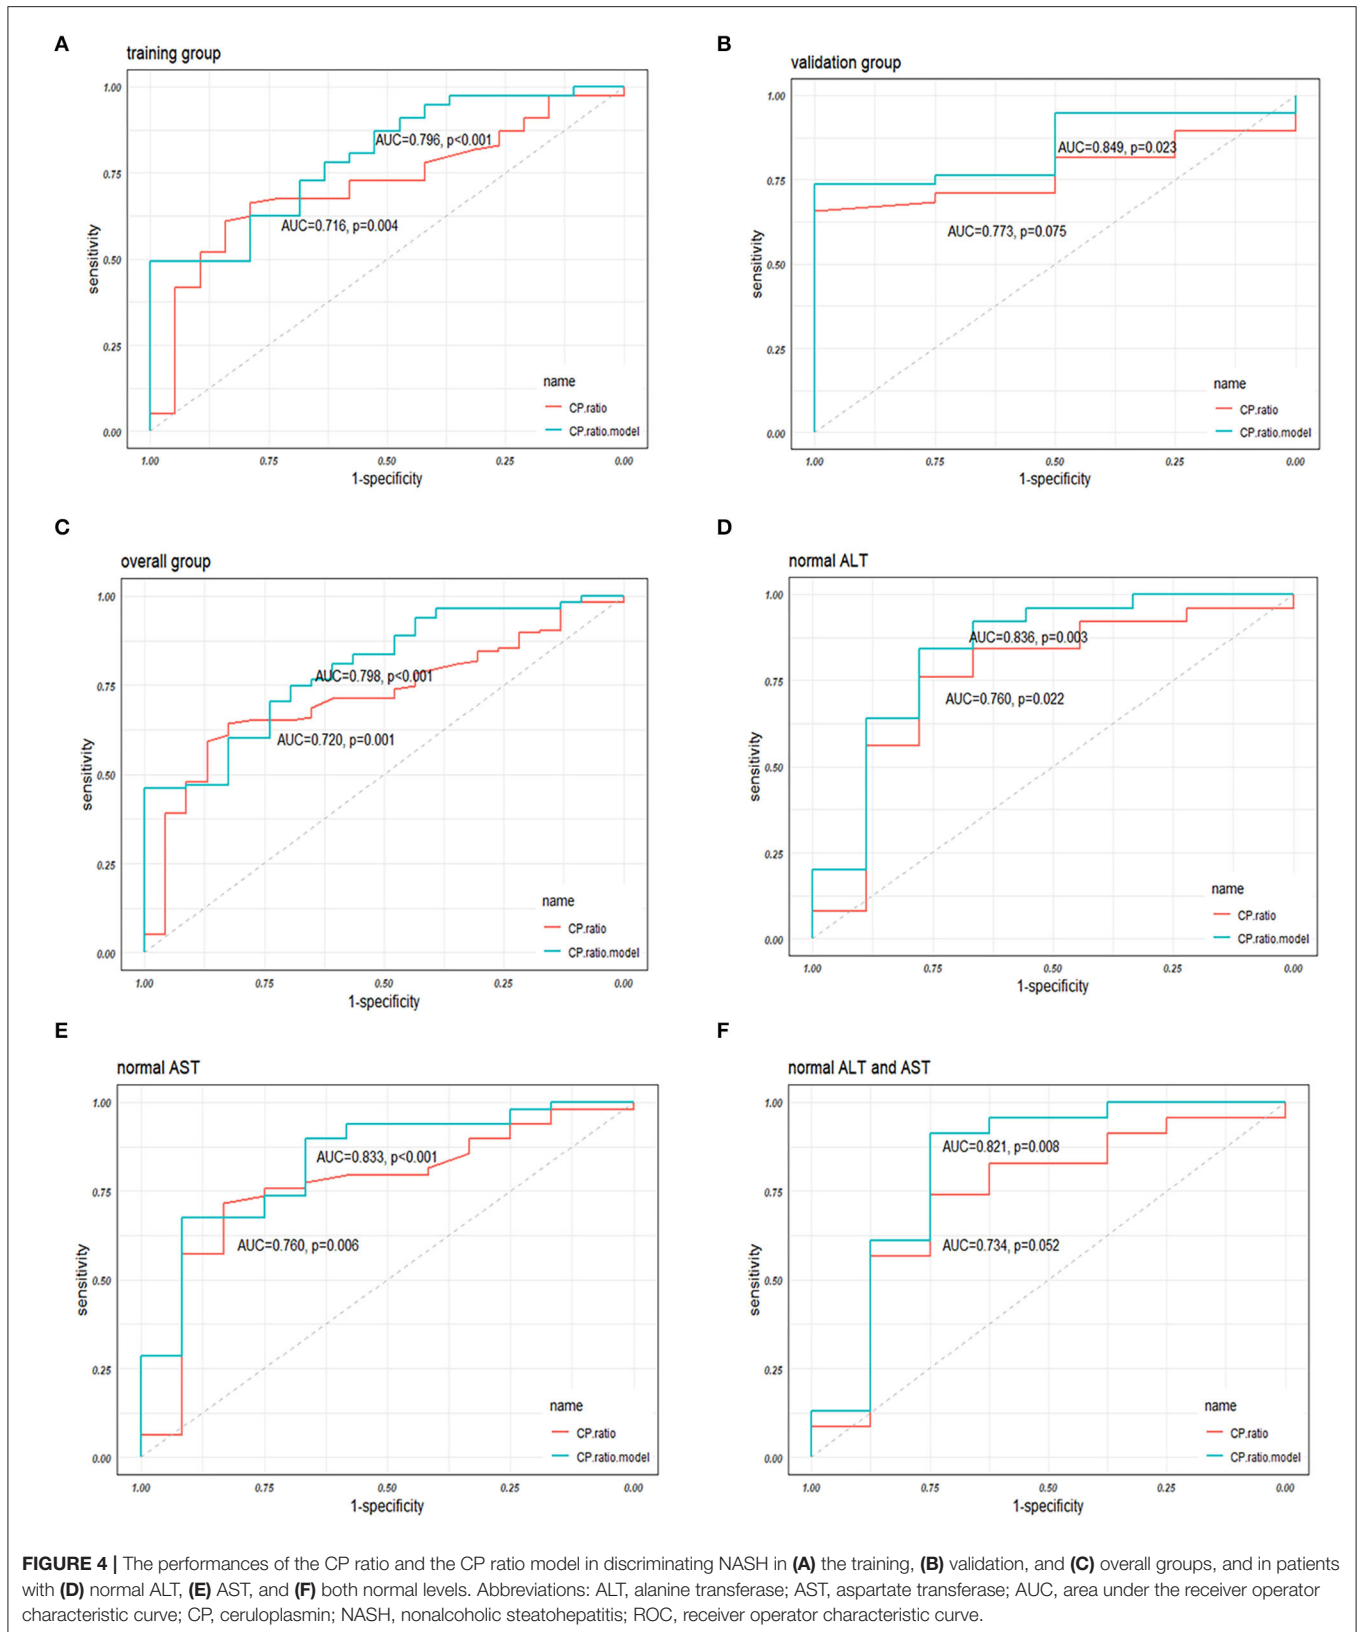 A
training group
1.00
0.75
0.50
0.25
0.00
sensitivity
AUC=0.796, p<0.001
AUC=0.716, p=0.004
name
CP.ratio
CP.ratio.model
1.00 0.75 0.50 0.25 0.00
1-specificity
B
validation group
1.00
0.75
0.50
0.25
0.00
sensitivity
AUC=0.849, p=0.023
AUC=0.773, p=0.075
name
CP.ratio
CP.ratio.model
1.00 0.75 0.50 0.25 0.00
1-specificity
C
overall group
1.00
0.75
0.50
0.25
0.00
sensitivity
AUC=0.798, p<0.001
AUC=0.720, p=0.001
name
CP.ratio
CP.ratio.model
1.00 0.75 0.50 0.25 0.00
1-specificity
D
normal ALT
1.00
0.75
0.50
0.25
0.00
sensitivity
AUC=0.836, p=0.003
AUC=0.760, p=0.022
name
CP.ratio
CP.ratio.model
1.00 0.75 0.50 0.25 0.00
1-specificity
E
normal AST
1.00
0.75
0.50
0.25
0.00
sensitivity
AUC=0.833, p<0.001
AUC=0.760, p=0.006
name
CP.ratio
CP.ratio.model
1.00 0.75 0.50 0.25 0.00
1-specificity
F
normal ALT and AST
1.00
0.75
0.50
0.25
0.00
sensitivity
AUC=0.821, p=0.008
AUC=0.734, p=0.052
name
CP.ratio
CP.ratio.model
1.00 0.75 0.50 0.25 0.00
1-specificity
FIGURE 4 | The performances of the CP ratio and the CP ratio model in discriminating NASH in (A) the training, (B) validation, and (C) overall groups, and in patients
with (D) normal ALT, (E) AST, and (F) both normal levels. Abbreviations: ALT, alanine transferase; AST, aspartate transferase; AUC, area under the receiver operator
characteristic curve; CP, ceruloplasmin; NASH, nonalcoholic steatohepatitis; ROC, receiver operator characteristic curve.